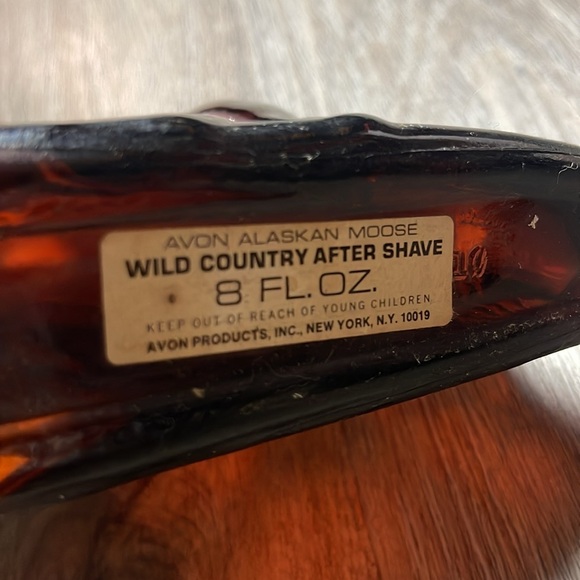 AVON ALASKAN MOOSE
WILD COUNTRY AFTER SHAVE
8 FL. OZ.
KEEP OUT OF REACH OF YOUNG CHILDREN
AVON PRODUCTS, INC., NEW YORK, N.Y. 10019